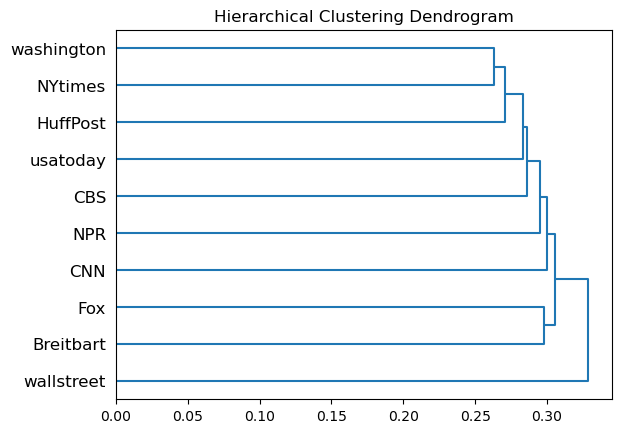 Hierarchical Clustering Dendrogram
washington
NYtimes
HuffPost
usatoday
CBS
NPR
CNN
Fox
Breitbart
wallstreet
0.00 0.05 0.10 0.15 0.20 0.25 0.30